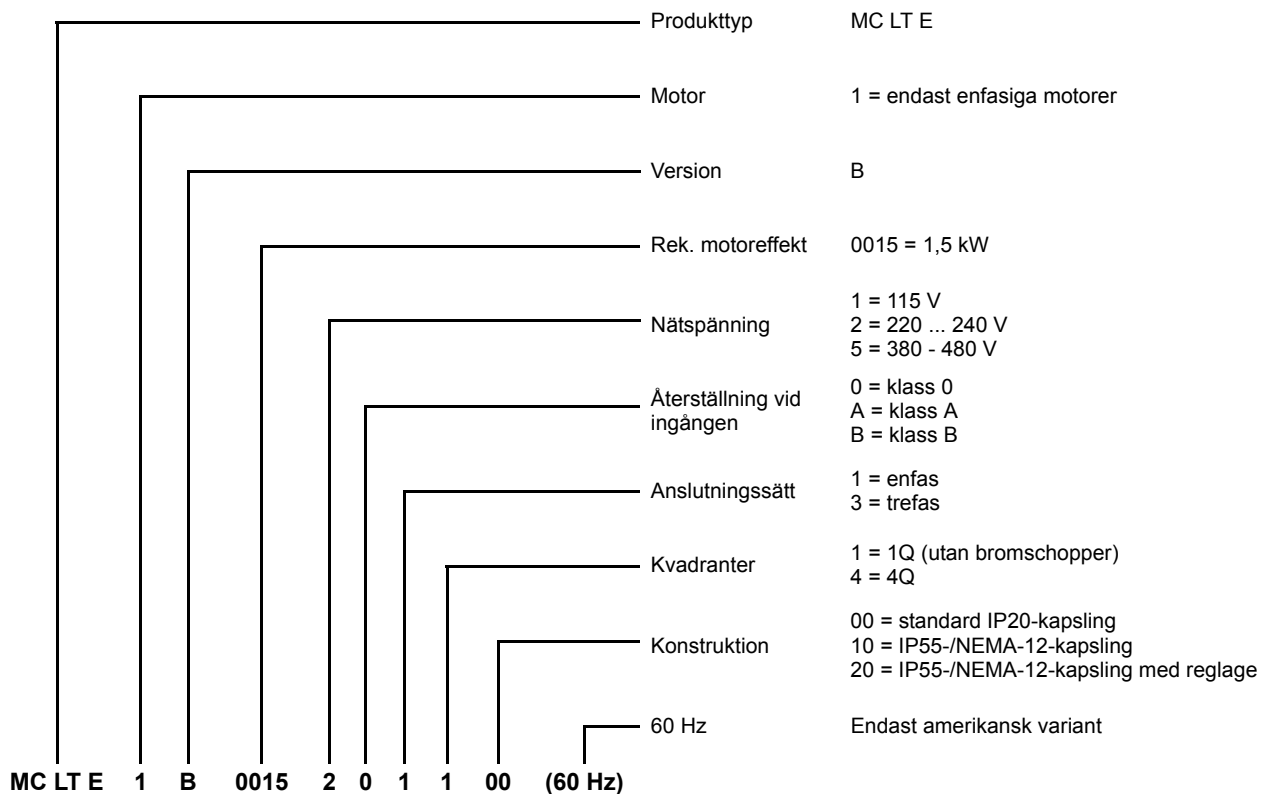 Produkttyp MC LT E
Motor 1 = endast enfasiga motorer
Version B
Rek. motoreffekt 0015 = 1,5 kW
Nätspänning
1 = 115 V
2 = 220 ... 240 V
5 = 380 - 480 V
Återställning vid
ingången
0 = klass 0
A = klass A
B = klass B
Anslutningssätt
1 = enfas
3 = trefas
Kvadranter
1 = 1Q (utan bromschopper)
4 = 4Q
Konstruktion
00 = standard IP20-kapsling
10 = IP55-/NEMA-12-kapsling
20 = IP55-/NEMA-12-kapsling med reglage
60 Hz Endast amerikansk variant
MC LT E 1 B 0015 2 0 1 1 00 (60 Hz)